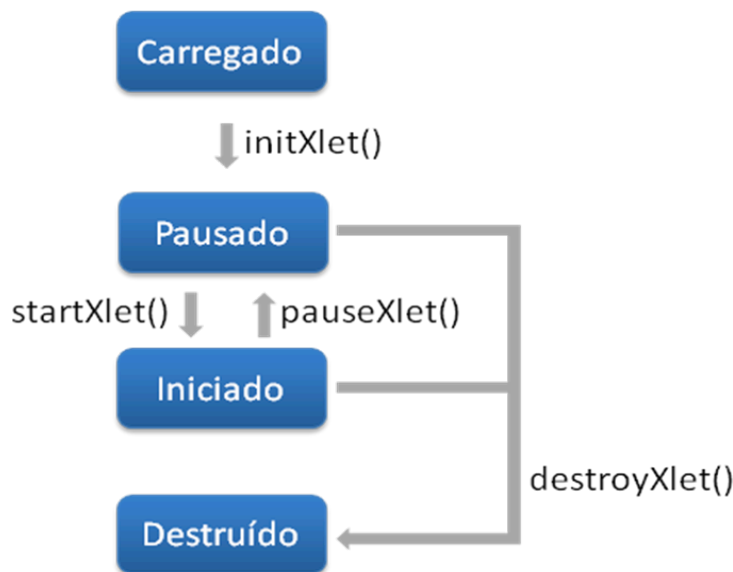 Carregado
initXlet()
Pausado
startXlet()
pauseXlet()
Iniciado
destroyXlet()
Destruído